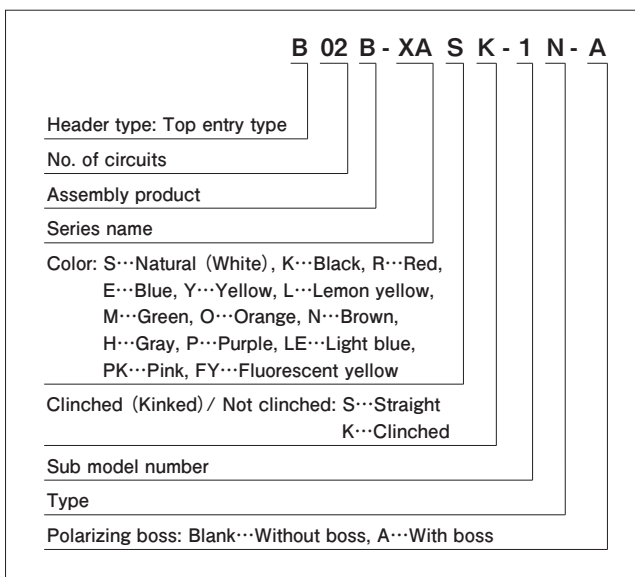 B 02 B - XA S K - 1 N - A
Header type: Top entry type
No. of circuits
Assembly product
Series name
Color: S⋯Natural (White), K⋯Black, R⋯Red,
E⋯Blue, Y⋯Yellow, L⋯Lemon yellow,
M⋯Green, O⋯Orange, N⋯Brown,
H⋯Gray, P⋯Purple, LE⋯Light blue,
PK⋯Pink, FY⋯Fluorescent yellow
Clinched (Kinked)/ Not clinched: S⋯Straight
K⋯Clinched
Sub model number
Type
Polarizing boss: Blank⋯Without boss, A⋯With boss